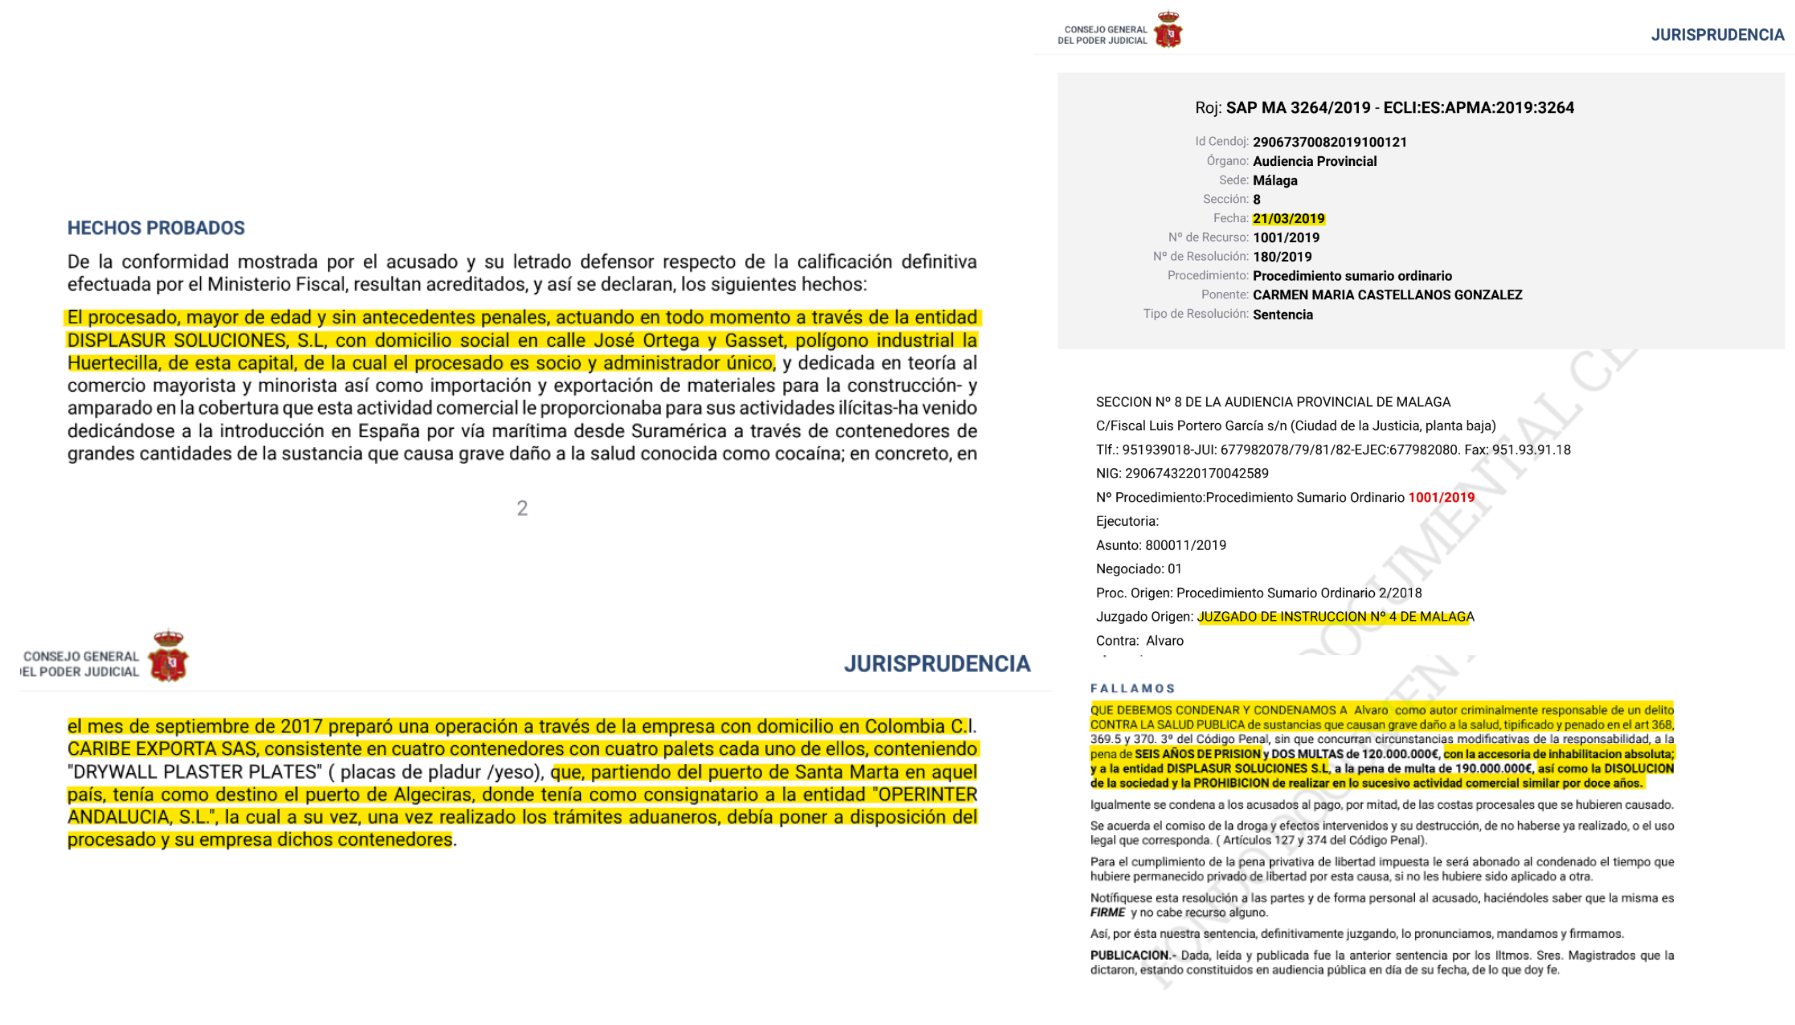 HECHOS PROBADOS
De la conformidad mostrada por el acusado y su letrado defensor respecto de la calificación definitiva
efectuada por el Ministerio Fiscal, resultan acreditados, y así se declaran, los siguientes hechos:
El procesado, mayor de edad y sin antecedentes penales, actuando en todo momento a través de la entidad
DISPLASUR SOLUCIONES, S.L, con domicilio social en calle José Ortega y Gasset, polígono industrial la
Huertecilla, de esta capital, de la cual el procesado es socio y administrador único, y dedicada en teoría al
comercio mayorista y minorista así como importación y exportación de materiales para la construcción- y
amparado en la cobertura que esta actividad comercial le proporcionaba para sus actividades ilícitas-ha venido
dedicándose a la introducción en España por vía marítima desde Suramérica a través de contenedores de
grandes cantidades de la sustancia que causa grave daño a la salud conocida como cocaína; en concreto, en
2
CONSEJO GENERAL
DEL PODER JUDICIAL
JURISPRUDENCIA
el mes de septiembre de 2017 preparó una operación a través de la empresa con domicilio en Colombia C.I.
CARIBE EXPORTA SAS, consistente en cuatro contenedores con cuatro palets cada uno de ellos, conteniendo
"DRYWALL PLASTER PLATES" ( placas de pladur /yeso), que, partiendo del puerto de Santa Marta en aquel
país, tenía como destino el puerto de Algeciras, donde tenía como consignatario a la entidad "OPERINTER
ANDALUCIA, S.L.", la cual a su vez, una vez realizado los trámites aduaneros, debía poner a disposición del
procesado y su empresa dichos contenedores.
CONSEJO GENERAL
DEL PODER JUDICIAL
JURISPRUDENCIA
Roj: SAP MA 3264/2019 - ECLI:ES:APMA:2019:3264
Id Cendoj: 29067370082019100121
Órgano: Audiencia Provincial
Sede: Málaga
Sección: 8
Fecha: 21/03/2019
Nº de Recurso: 1001/2019
Nº de Resolución: 180/2019
Procedimiento: Procedimiento sumario ordinario
Ponente: CARMEN MARIA CASTELLANOS GONZALEZ
Tipo de Resolución: Sentencia
SECCION Nº 8 DE LA AUDIENCIA PROVINCIAL DE MALAGA
C/Fiscal Luis Portero García s/n (Ciudad de la Justicia, planta baja)
Tlf.: 951939018-JUI: 677982078/79/81/82-EJEC:677982080. Fax: 951.93.91.18
NIG: 2906743220170042589
Nº Procedimiento:Procedimiento Sumario Ordinario 1001/2019
Ejecutoria:
Asunto: 800011/2019
Negociado: 01
Proc. Origen: Procedimiento Sumario Ordinario 2/2018
Juzgado Origen: JUZGADO DE INSTRUCCION Nº 4 DE MALAGA
Contra: Alvaro
FALLAMOS
QUE DEBEMOS CONDENAR Y CONDENAMOS A Alvaro como autor criminalmente responsable de un delito
CONTRA LA SALUD PUBLICA de sustancias que causan grave daño a la salud, tipificado y penado en el art 368,
369.5 y 370. 3º del Código Penal, sin que concurran circunstancias modificativas de la responsabilidad, a la
pena de SEIS AÑOS DE PRISION y DOS MULTAS de 120.000.000€, con la accesoria de inhabilitacion absoluta;
y a la entidad DISPLASUR SOLUCIONES S.L, a la pena de multa de 190.000.000€, así como la DISOLUCION
de la sociedad y la PROHIBICION de realizar en lo sucesivo actividad comercial similar por doce años.
Igualmente se condena a los acusados al pago, por mitad, de las costas procesales que se hubieren causado.
Se acuerda el comiso de la droga y efectos intervenidos y su destrucción, de no haberse ya realizado, o el uso
legal que corresponda. ( Artículos 127 y 374 del Código Penal).
Para el cumplimiento de la pena privativa de libertad impuesta le será abonado al condenado el tiempo que
hubiere permanecido privado de libertad por esta causa, si no les hubiere sido aplicado a otra.
Notífiquese esta resolución a las partes y de forma personal al acusado, haciéndoles saber que la misma es
FIRME y no cabe recurso alguno.
Así, por ésta nuestra sentencia, definitivamente juzgando, lo pronunciamos, mandamos y firmamos.
PUBLICACION.- Dada, leída y publicada fue la anterior sentencia por los Iltmos. Sres. Magistrados que la
dictaron, estando constituidos en audiencia pública en día de su fecha, de lo que doy fe.